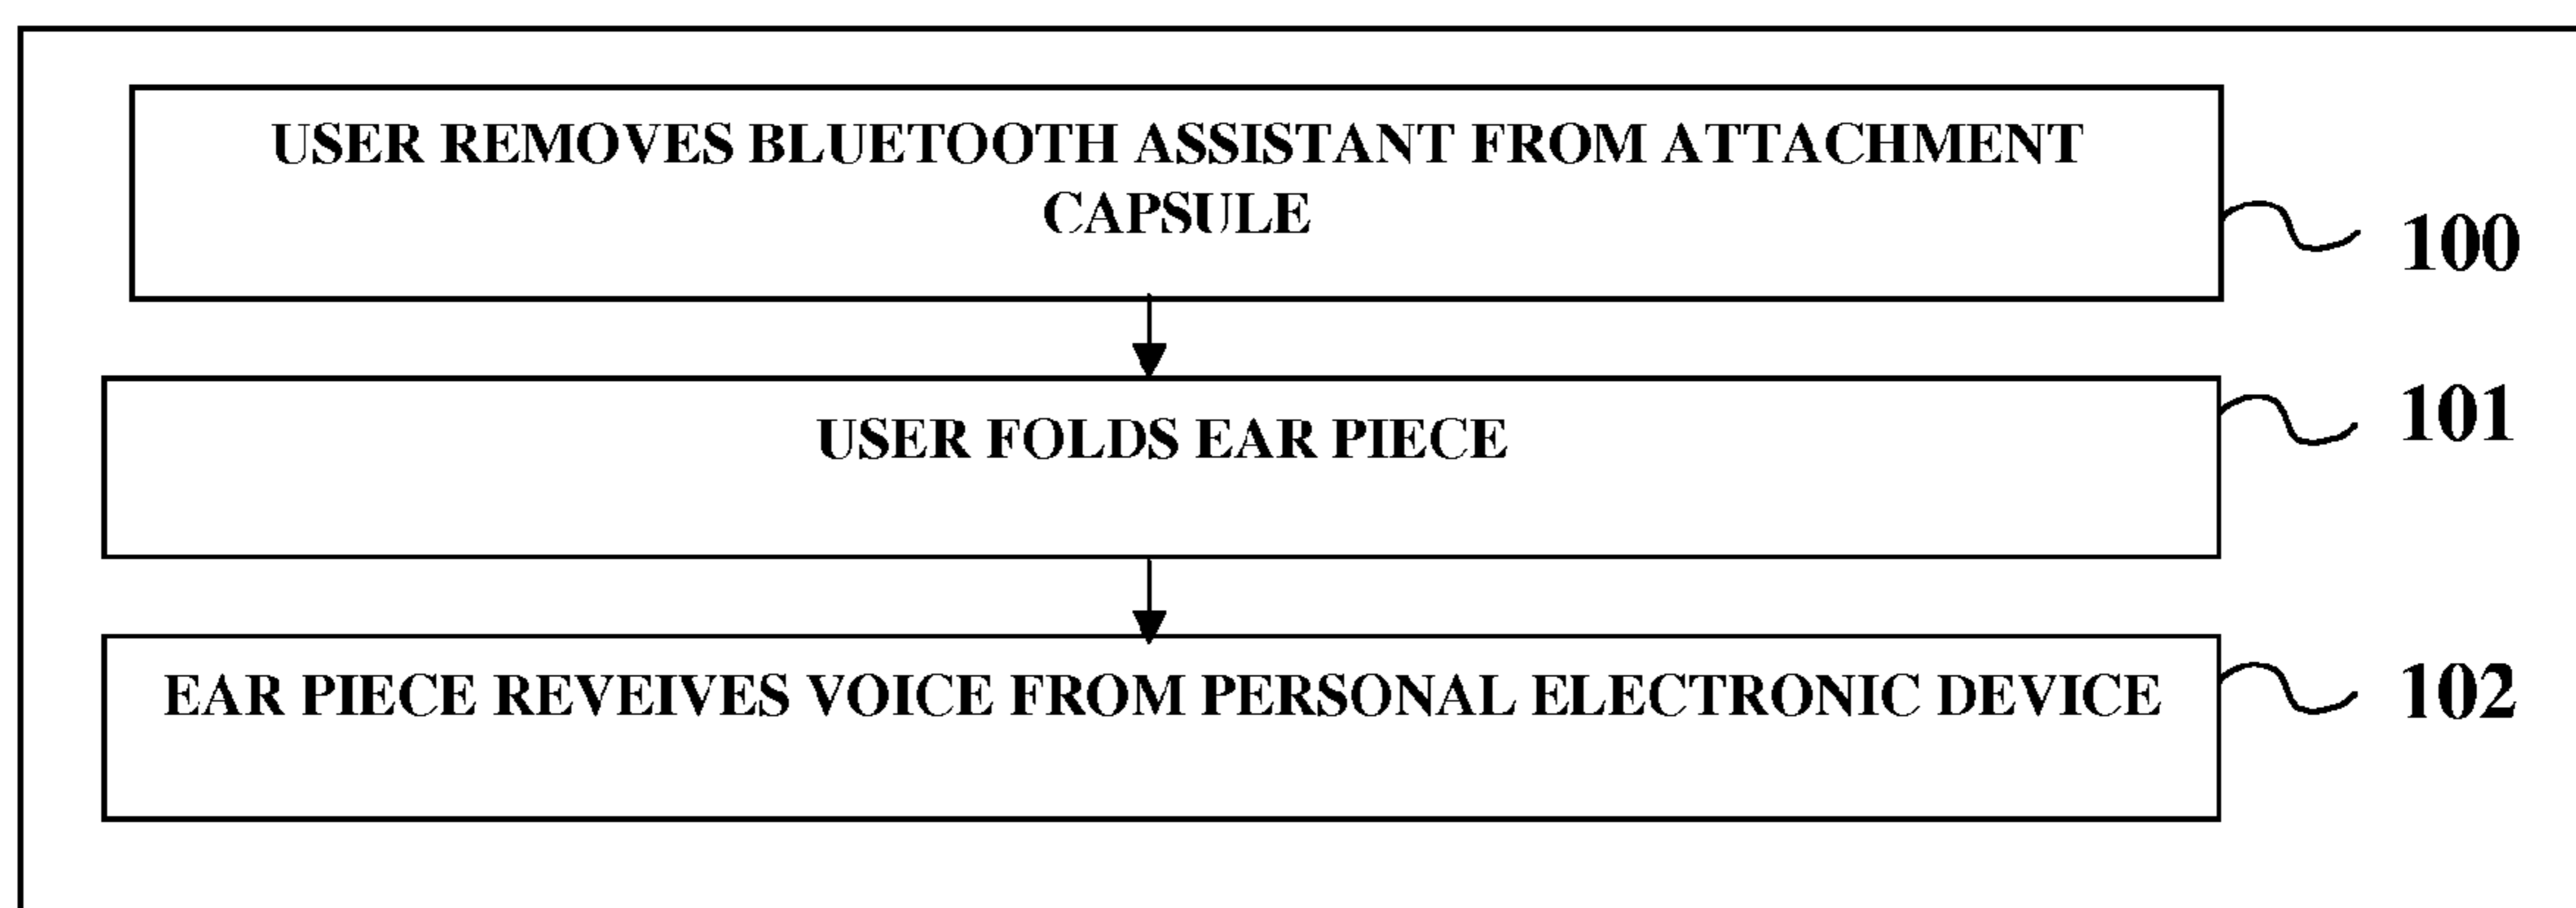 USER REMOVES BLUETOOTH ASSISTANT FROM ATTACHMENT
CAPSULE
100
USER FOLDS EAR PIECE
101
EAR PIECE REVEIVES VOICE FROM PERSONAL ELECTRONIC DEVICE
102